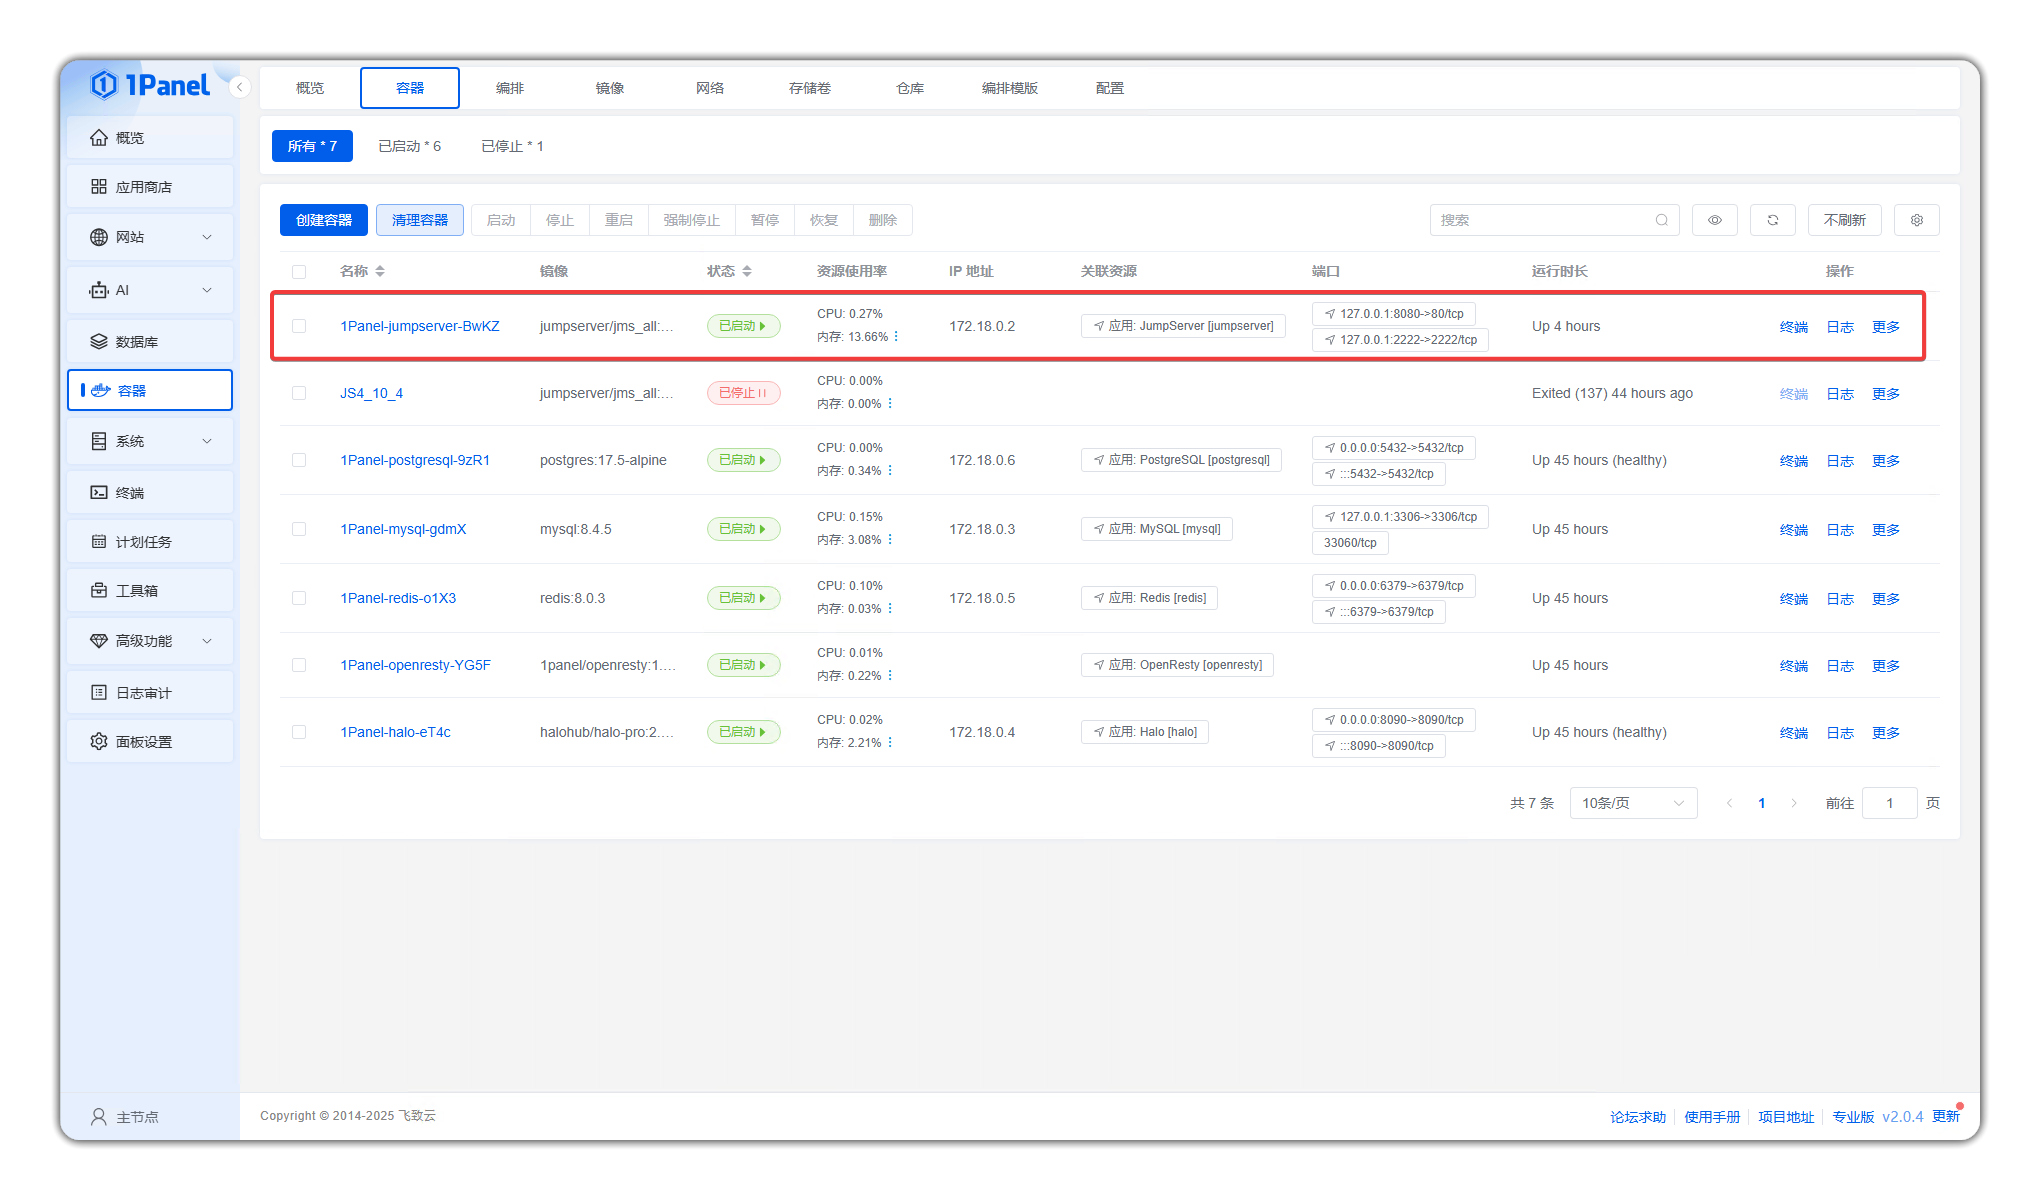 1Panel
概览
容器
编排
镜像
网络
存储卷
仓库
编排模版
配置
概览
应用商店
网站
AI
数据库
容器
系统
终端
计划任务
工具箱
高级功能
日志审计
面板设置
主节点
所有 * 7
已启动 * 6
已停止 * 1
创建容器
清理容器
启动
停止
重启
强制停止
暂停
恢复
删除
搜索
不刷新
名称 镜像 状态 资源使用率 IP 地址 关联资源 端口 运行时长 操作
1Panel-jumpserver-BwKZ jumpserver/jms_all:... 已启动 CPU: 0.27% 172.18.0.2 应用: JumpServer [jumpserver] 127.0.0.1:8080->80/tcp Up 4 hours 终端 日志 更多
内存: 13.66% 127.0.0.1:2222->2222/tcp
JS4_10_4 jumpserver/jms_all:... 已停止 CPU: 0.00% Exited (137) 44 hours ago 终端 日志 更多
内存: 0.00%
1Panel-postgresql-9zR1 postgres:17.5-alpine 已启动 CPU: 0.00% 172.18.0.6 应用: PostgreSQL [postgresql] 0.0.0.0:5432->5432/tcp Up 45 hours (healthy) 终端 日志 更多
内存: 0.34% :::5432->5432/tcp
1Panel-mysql-gdmX mysql:8.4.5 已启动 CPU: 0.15% 172.18.0.3 应用: MySQL [mysql] 127.0.0.1:3306->3306/tcp Up 45 hours 终端 日志 更多
内存: 3.08% 33060/tcp
1Panel-redis-o1X3 redis:8.0.3 已启动 CPU: 0.10% 172.18.0.5 应用: Redis [redis] 0.0.0.0:6379->6379/tcp Up 45 hours 终端 日志 更多
内存: 0.03% :::6379->6379/tcp
1Panel-openresty-YG5F 1panel/openresty:1.... 已启动 CPU: 0.01% 应用: OpenResty [openresty] Up 45 hours 终端 日志 更多
内存: 0.22%
1Panel-halo-eT4c halohub/halo-pro:2.... 已启动 CPU: 0.02% 172.18.0.4 应用: Halo [halo] 0.0.0.0:8090->8090/tcp Up 45 hours (healthy) 终端 日志 更多
内存: 2.21% :::8090->8090/tcp
共 7 条 10条/页 1 前往 1 页
Copyright © 2014-2025 飞致云
论坛求助 使用手册 项目地址 专业版 v2.0.4 更新